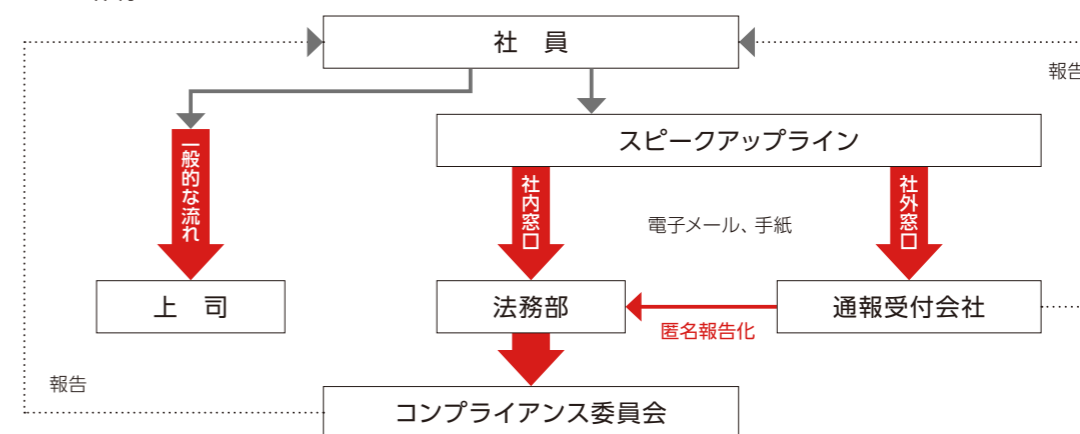 社　員
報告
スピークアップライン
一般的な流れ
社内窓口
社外窓口
電子メール、手紙
上　司
法務部
通報受付会社
匿名報告化
報告
コンプライアンス委員会